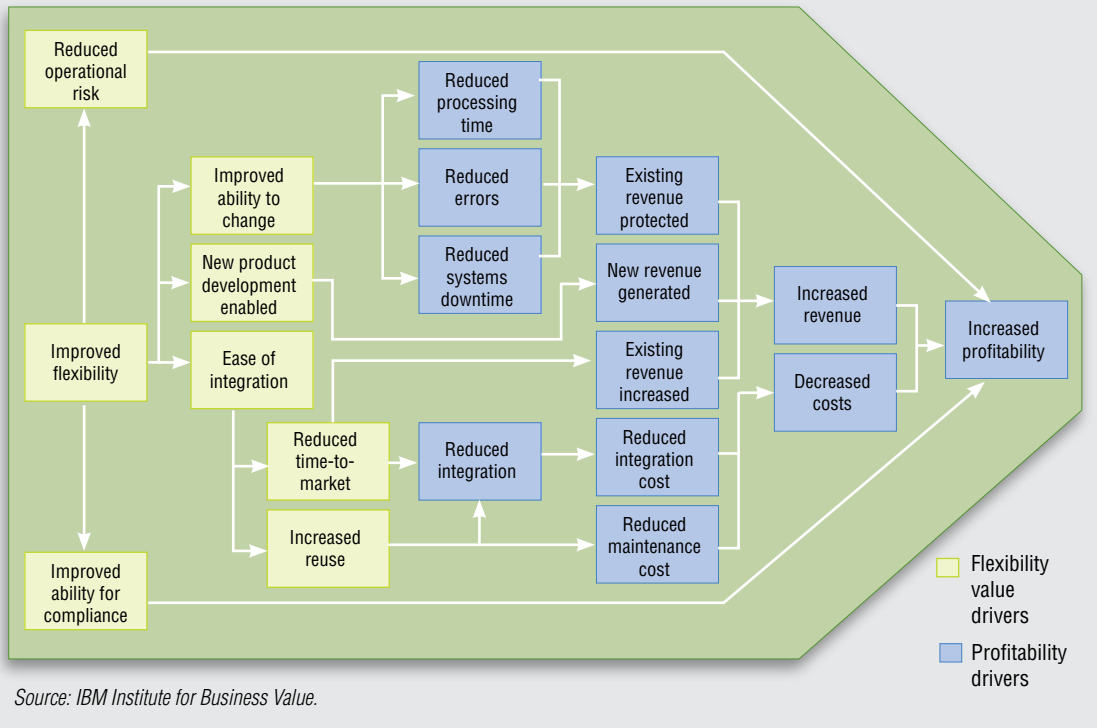 Reduced
operational
risk
Reduced
processing
time
Improved
ability to
change
Reduced
errors
Existing
revenue
protected
New product
development
enabled
Reduced
systems
downtime
New revenue
generated
Increased
revenue
Improved
flexibility
Ease of
integration
Existing
revenue
increased
Decreased
costs
Increased
profitability
Reduced
time-to-
market
Reduced
integration
Reduced
integration
cost
Increased
reuse
Reduced
maintenance
cost
Improved
ability for
compliance
Flexibility
value
drivers
Profitability
drivers
Source: IBM Institute for Business Value.